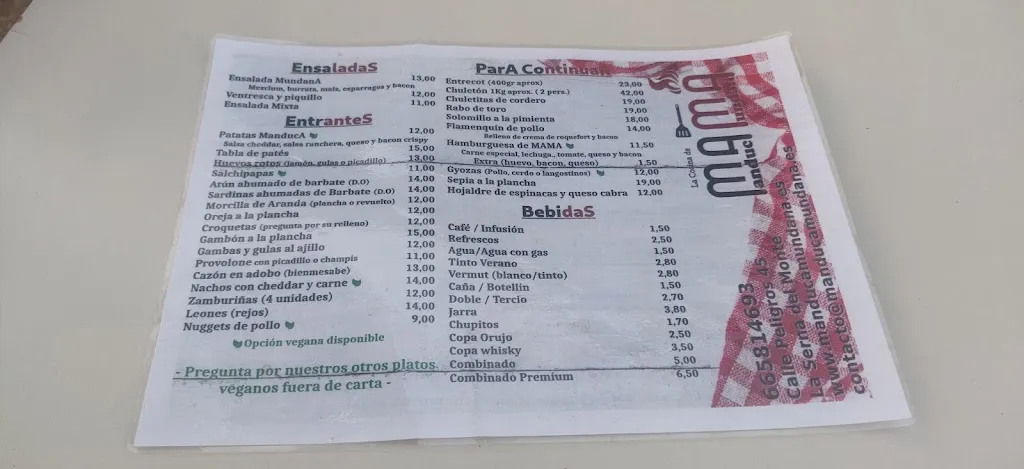 EnsaladaS
Ensalada MundanA 13,00
Mezclum, burrata, maíz, esparragos y bacon
Ventresca y piquillo 12,00
Ensalada Mixta 11,00
EntranteS
Patatas ManducA 12,00
Salsa cheddar, salsa ranchera, queso y bacon crispy
Tabla de patés 15,00
Huevos rotos (jamón, gulas o picadillo) 13,00
Salchipapas 11,00
Atún ahumado de barbate (D.O) 14,00
Sardinas ahumadas de Barbate (D.O) 14,00
Morcilla de Aranda (plancha o revuelto) 12,00
Oreja a la plancha 12,00
Croquetas (pregunta por su relleno) 12,00
Gambón a la plancha 15,00
Gambas y gulas al ajillo 12,00
Provolone con picadillo o champis 11,00
Cazón en adobo (bienmesabe) 13,00
Nachos con cheddar y carne 14,00
Zamburiñas (4 unidades) 12,00
Leones (rejos) 14,00
Nuggets de pollo 9,00
Opción vegana disponible
- Pregunta por nuestros otros platos
veganos fuera de carta -
ParA ContinuaR
Entrecot (400gr aprox) 23,00
Chuletón 1Kg aprox. (2 pers.) 42,00
Chuletitas de cordero 19,00
Rabo de toro 19,00
Solomillo a la pimienta 18,00
Flamenquin de pollo 14,00
Relleno de crema de roquefort y bacon
Hamburguesa de MAMA 11,50
Carne especial, lechuga., tomate, queso y bacon
Extra (huevo, bacon, queso) 1,50
Gyozas (Pollo, cerdo o langostinos) 12,00
Sepia a la plancha 19,00
Hojaldre de espinacas y queso cabra 12,00
BebidaS
Café / Infusión 1,50
Refrescos 2,50
Agua/Agua con gas 1,50
Tinto Verano 2,80
Vermut (blanco/tinto) 2,80
Caña / Botellín 1,50
Doble / Tercio 2,70
Jarra 3,80
Chupitos 1,70
Copa Orujo 2,50
Copa whisky 3,50
Combinado 5,00
Combinado Premium 6,50
La Cocina de
MAMA
665814693
Calle Peligros 45
La Serna del Monte
www.manducamundana.es
contacto@manducamundana.es